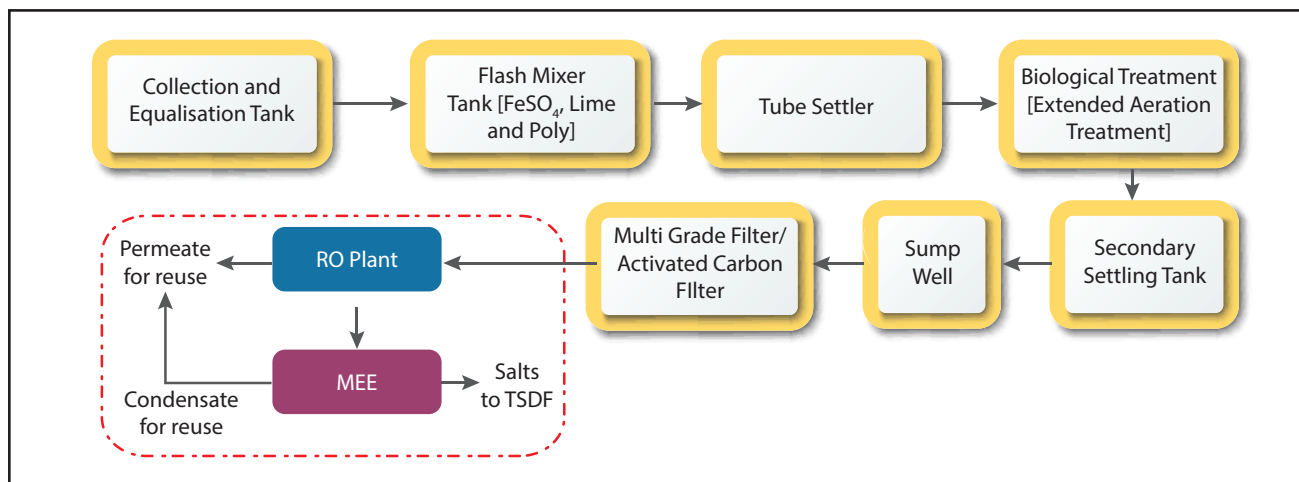 Collection and
Equalisation Tank
Flash Mixer
Tank [FeSO₄, Lime
and Poly]
Tube Settler
Biological Treatment
[Extended Aeration
Treatment]
Secondary
Settling Tank
Sump
Well
Multi Grade Filter/
Activated Carbon
FIlter
RO Plant
Permeate
for reuse
MEE
Salts
to TSDF
Condensate
for reuse